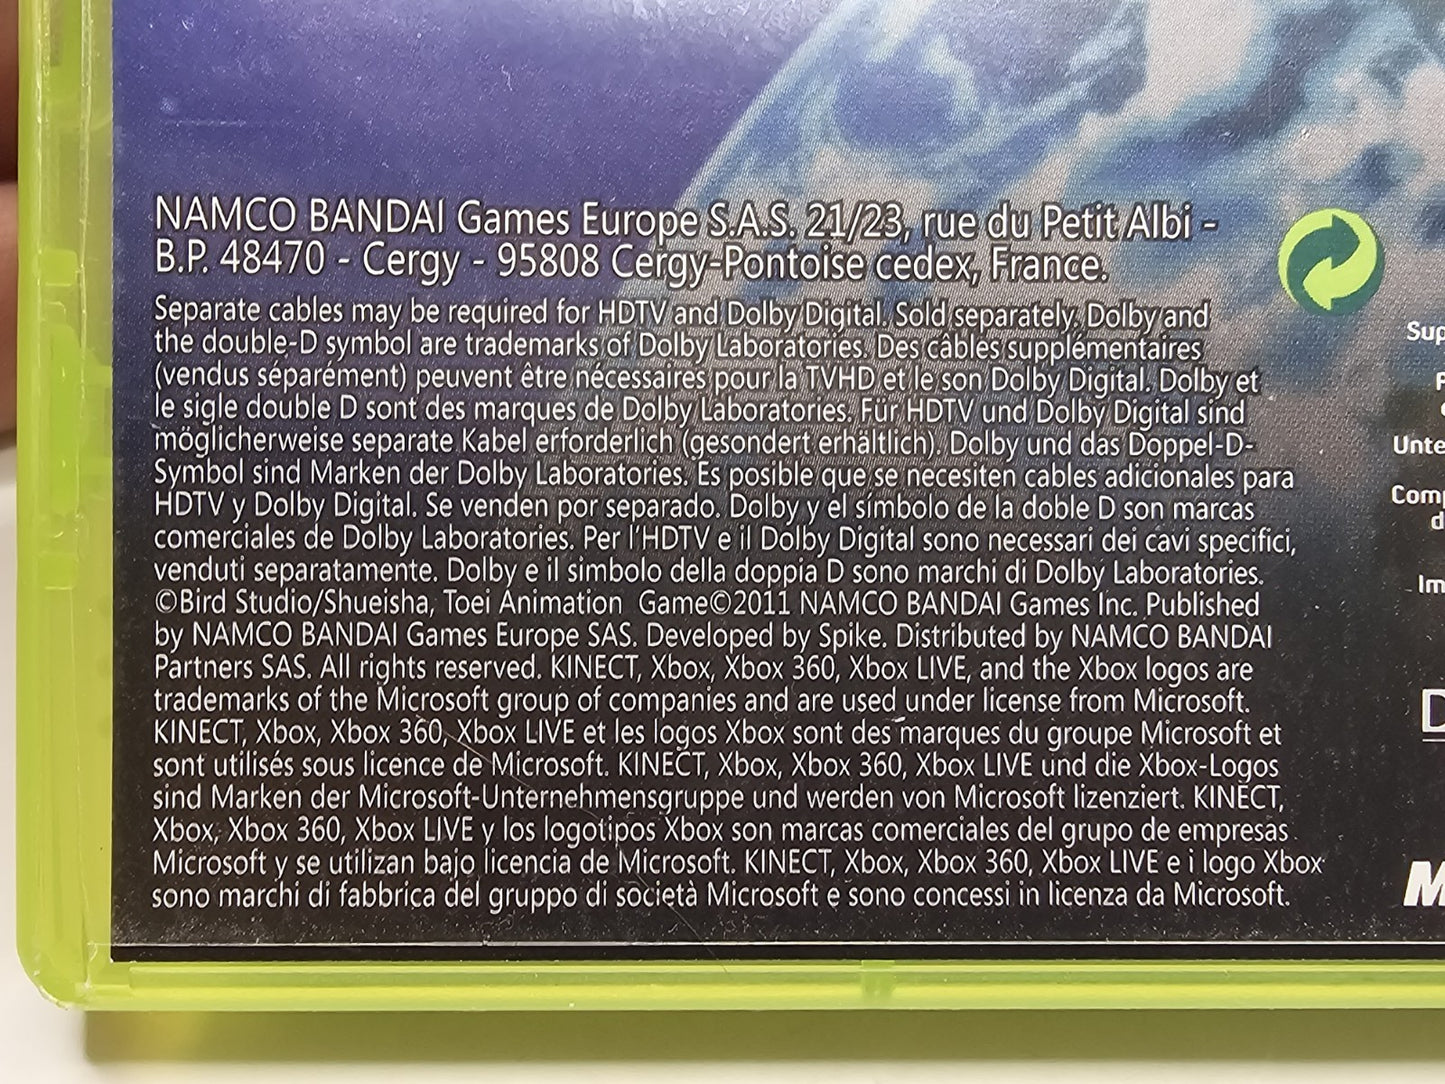 NAMCO BANDAI Games Europe S.A.S. 21/23, rue du Petit Albi -
B.P. 48470 - Cergy - 95808 Cergy-Pontoise cedex, France.
Separate cables may be required for HDTV and Dolby Digital. Sold separately. Dolby and
the double-D symbol are trademarks of Dolby Laboratories. Des câbles supplémentaires
(vendus séparément) peuvent être nécessaires pour la TVHD et le son Dolby Digital. Dolby et
le sigle double D sont des marques de Dolby Laboratories. Für HDTV und Dolby Digital sind
möglicherweise separate Kabel erforderlich (gesondert erhältlich). Dolby und das Doppel-D-
Symbol sind Marken der Dolby Laboratories. Es posible que se necesiten cables adicionales para
HDTV y Dolby Digital. Se venden por separado. Dolby y el símbolo de la doble D son marcas
comerciales de Dolby Laboratories. Per l'HDTV e il Dolby Digital sono necessari dei cavi specifici,
venduti separatamente. Dolby e il simbolo della doppia D sono marchi di Dolby Laboratories.
©Bird Studio/Shueisha, Toei Animation Game©2011 NAMCO BANDAI Games Inc. Published
by NAMCO BANDAI Games Europe SAS. Developed by Spike. Distributed by NAMCO BANDAI
Partners SAS. All rights reserved. KINECT, Xbox, Xbox 360, Xbox LIVE, and the Xbox logos are
trademarks of the Microsoft group of companies and are used under license from Microsoft.
KINECT, Xbox, Xbox 360, Xbox LIVE et les logos Xbox sont des marques du groupe Microsoft et
sont utilisés sous licence de Microsoft. KINECT, Xbox, Xbox 360, Xbox LIVE und die Xbox-Logos
sind Marken der Microsoft-Unternehmensgruppe und werden von Microsoft lizenziert. KINECT,
Xbox, Xbox 360, Xbox LIVE y los logotipos Xbox son marcas comerciales del grupo de empresas
Microsoft y se utilizan bajo licencia de Microsoft. KINECT, Xbox, Xbox 360, Xbox LIVE e i logo Xbox
sono marchi di fabbrica del gruppo di società Microsoft e sono concessi in licenza da Microsoft.
Sup
Unte
Com
d
Im